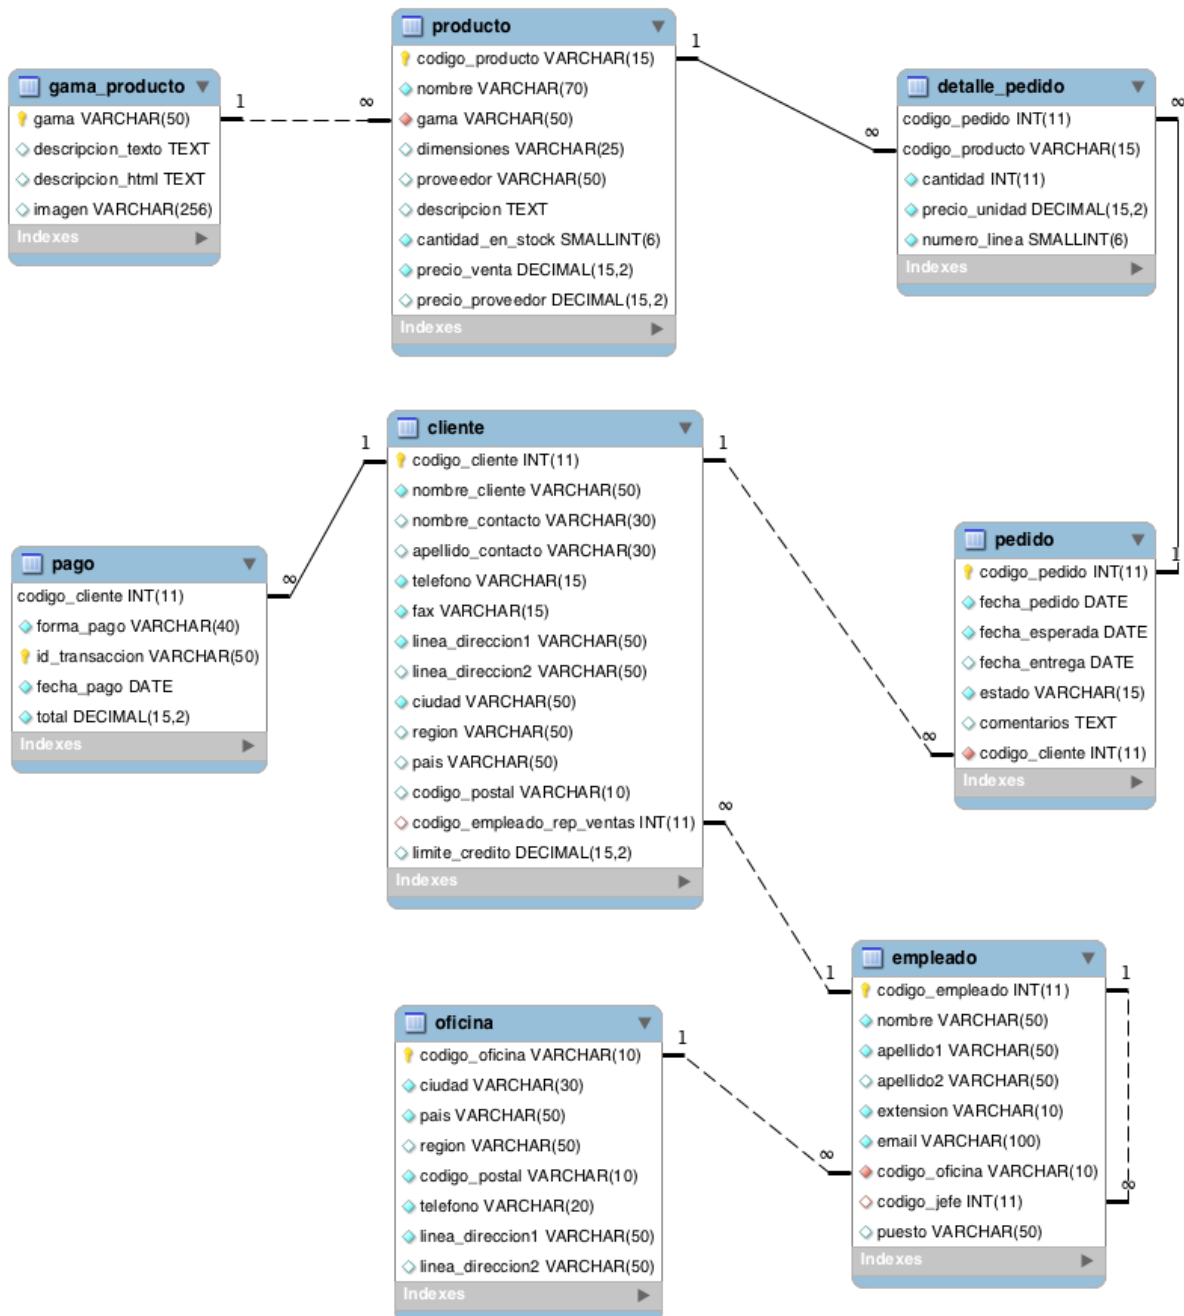 producto
codigo_producto VARCHAR(15)
nombre VARCHAR(70)
gama VARCHAR(50)
dimensiones VARCHAR(25)
proveedor VARCHAR(50)
descripcion TEXT
cantidad_en_stock SMALLINT(6)
precio_venta DECIMAL(15,2)
precio_proveedor DECIMAL(15,2)
Indexes
gama_producto
gama VARCHAR(50)
descripcion_texto TEXT
descripcion_html TEXT
imagen VARCHAR(256)
Indexes
1
∞
1
∞
detalle_pedido
codigo_pedido INT(11)
codigo_producto VARCHAR(15)
cantidad INT(11)
precio_unidad DECIMAL(15,2)
numero_linea SMALLINT(6)
Indexes
∞
1
cliente
codigo_cliente INT(11)
nombre_cliente VARCHAR(50)
nombre_contacto VARCHAR(30)
apellido_contacto VARCHAR(30)
telefono VARCHAR(15)
fax VARCHAR(15)
linea_direccion1 VARCHAR(50)
linea_direccion2 VARCHAR(50)
ciudad VARCHAR(50)
region VARCHAR(50)
pais VARCHAR(50)
codigo_postal VARCHAR(10)
codigo_empleado_rep_ventas INT(11)
limite_credito DECIMAL(15,2)
Indexes
1
∞
pago
codigo_cliente INT(11)
forma_pago VARCHAR(40)
id_transaccion VARCHAR(50)
fecha_pago DATE
total DECIMAL(15,2)
Indexes
1
∞
pedido
codigo_pedido INT(11)
fecha_pedido DATE
fecha_esperada DATE
fecha_entrega DATE
estado VARCHAR(15)
comentarios TEXT
codigo_cliente INT(11)
Indexes
∞
1
empleado
codigo_empleado INT(11)
nombre VARCHAR(50)
apellido1 VARCHAR(50)
apellido2 VARCHAR(50)
extension VARCHAR(10)
email VARCHAR(100)
codigo_oficina VARCHAR(10)
codigo_jefe INT(11)
puesto VARCHAR(50)
Indexes
1
∞
oficina
codigo_oficina VARCHAR(10)
ciudad VARCHAR(30)
pais VARCHAR(50)
region VARCHAR(50)
codigo_postal VARCHAR(10)
telefono VARCHAR(20)
linea_direccion1 VARCHAR(50)
linea_direccion2 VARCHAR(50)
Indexes
1
∞